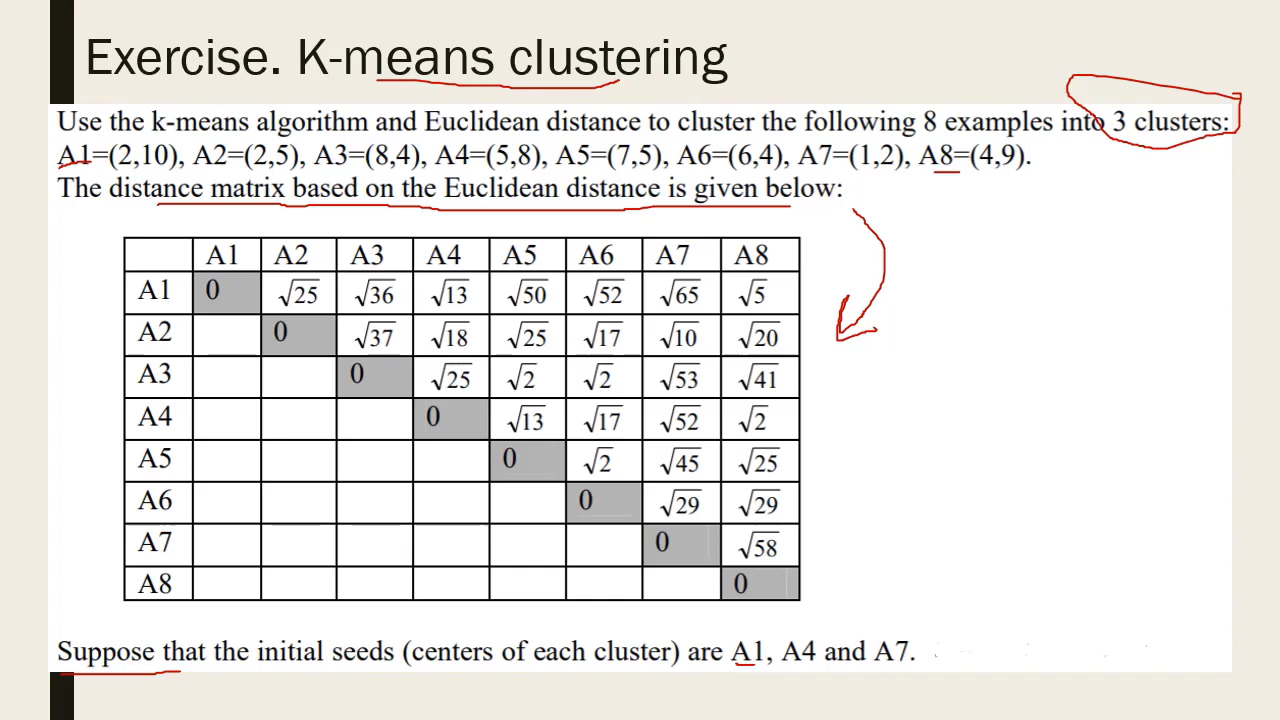 Exercise. K-means clustering
Use the k-means algorithm and Euclidean distance to cluster the following 8 examples into 3 clusters:
A1=(2,10), A2=(2,5), A3=(8,4), A4=(5,8), A5=(7,5), A6=(6,4), A7=(1,2), A8=(4,9).
The distance matrix based on the Euclidean distance is given below:
A1 A2 A3 A4 A5 A6 A7 A8
A1 0 √25 √36 √13 √50 √52 √65 √5
A2 0 √37 √18 √25 √17 √10 √20
A3 0 √25 √2 √2 √53 √41
A4 0 √13 √17 √52 √2
A5 0 √2 √45 √25
A6 0 √29 √29
A7 0 √58
A8 0
Suppose that the initial seeds (centers of each cluster) are A1, A4 and A7.